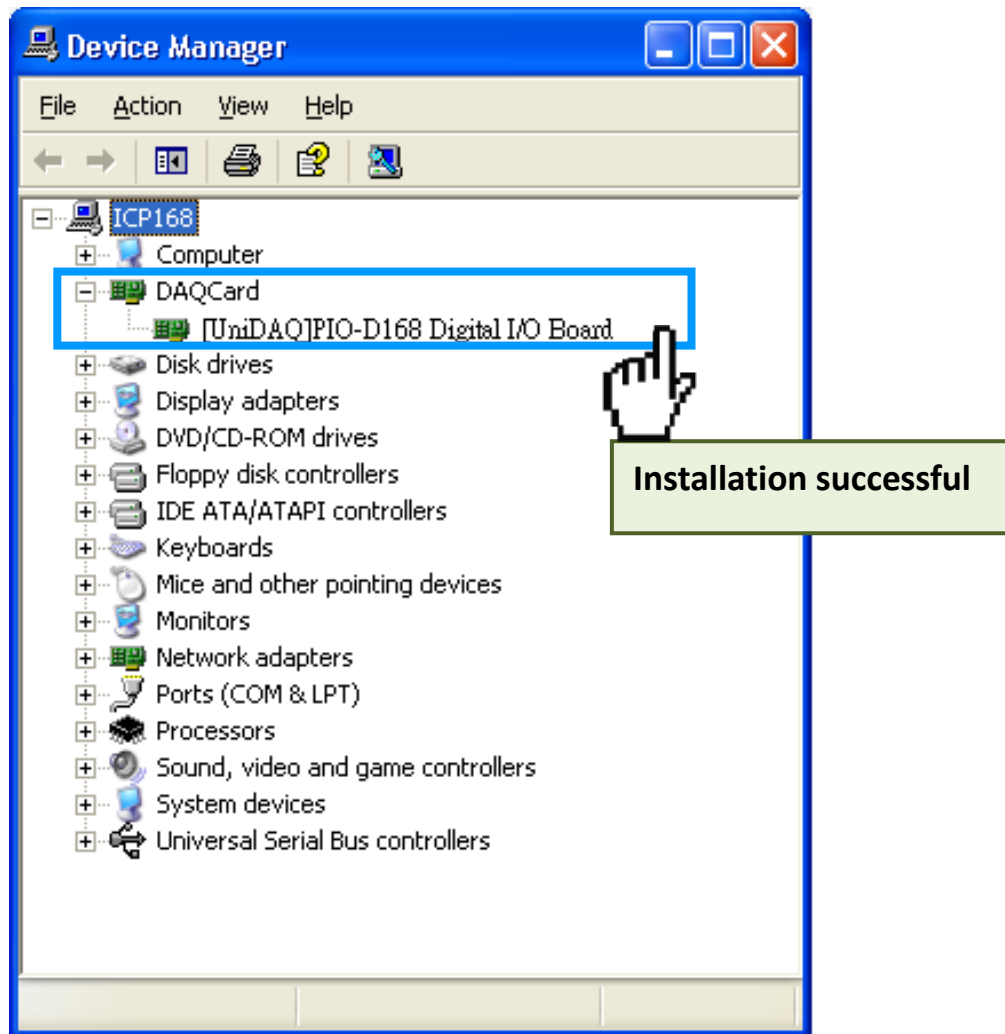 Device Manager
File Action View Help
ICP168
Computer
DAQCard
[UniDAQ]PIO-D168 Digital I/O Board
Disk drives
Display adapters
DVD/CD-ROM drives
Floppy disk controllers
Installation successful
IDE ATA/ATAPI controllers
Keyboards
Mice and other pointing devices
Monitors
Network adapters
Ports (COM & LPT)
Processors
Sound, video and game controllers
System devices
Universal Serial Bus controllers